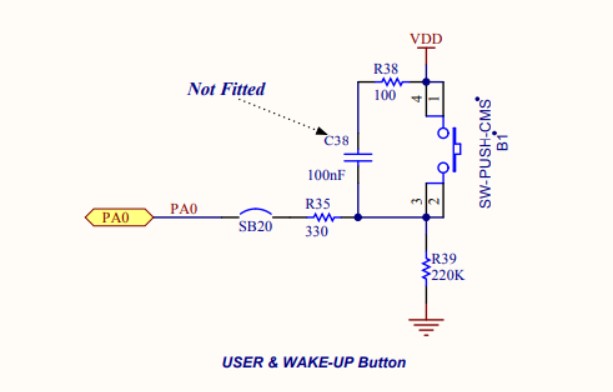 VDD
R38
100
Not Fitted
4
1
C38
100nF
SW-PUSH-CMS
B1
PA0
PA0
SB20
R35
330
3
2
R39
220K
USER & WAKE-UP Button